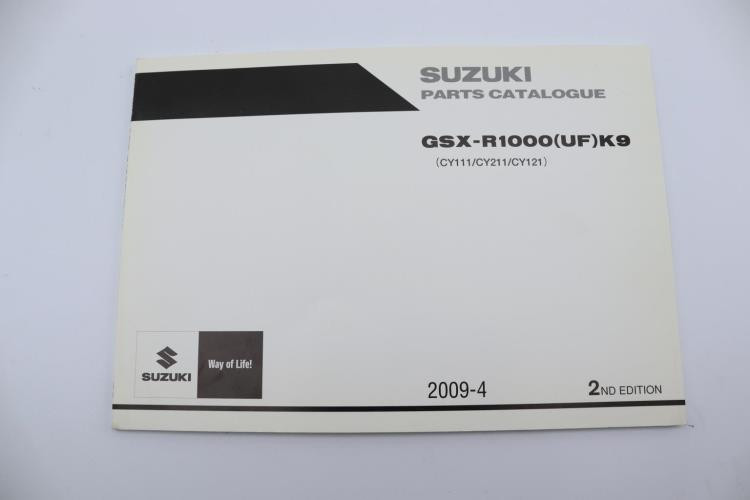 SUZUKI
PARTS CATALOGUE
GSX-R1000(UF)K9
(CY111/CY211/CY121)
SUZUKI
Way of Life!
2009-4
2ND EDITION